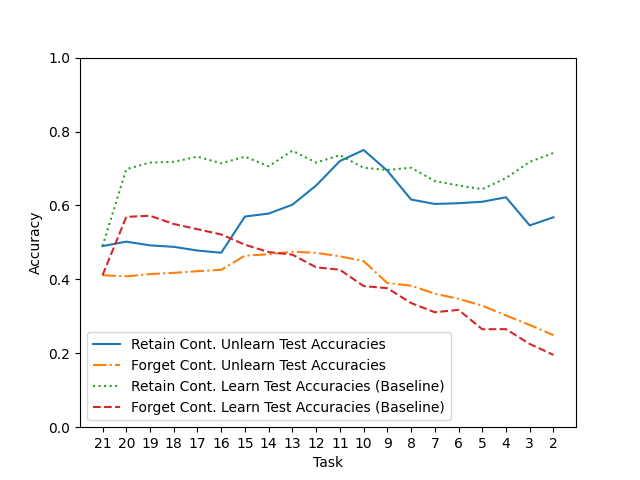 1.0
0.8
0.6
0.4
0.2
0.0
Accuracy
Retain Cont. Unlearn Test Accuracies
Forget Cont. Unlearn Test Accuracies
Retain Cont. Learn Test Accuracies (Baseline)
Forget Cont. Learn Test Accuracies (Baseline)
21 20 19 18 17 16 15 14 13 12 11 10 9 8 7 6 5 4 3 2
Task